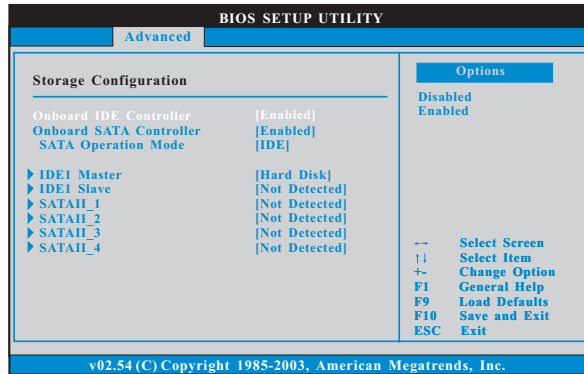 BIOS SETUP UTILITY
Advanced
Storage Configuration
Onboard IDE Controller [Enabled]
Onboard SATA Controller [Enabled]
SATA Operation Mode [IDE]
IDE1 Master [Hard Disk]
IDE1 Slave [Not Detected]
SATAII_1 [Not Detected]
SATAII_2 [Not Detected]
SATAII_3 [Not Detected]
SATAII_4 [Not Detected]
Options
Disabled
Enabled
←→ Select Screen
↑↓ Select Item
+- Change Option
F1 General Help
F9 Load Defaults
F10 Save and Exit
ESC Exit
v02.54 (C) Copyright 1985-2003, American Megatrends, Inc.